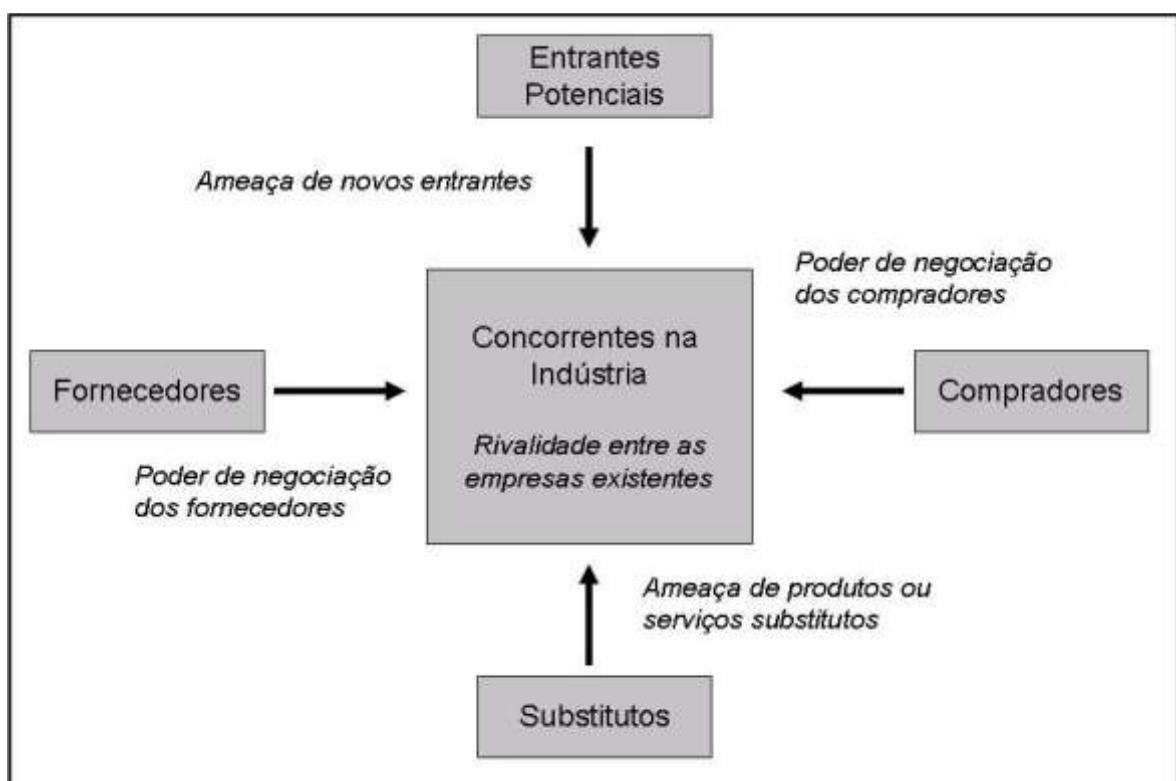 Entrantes
Potenciais
Ameaça de novos entrantes
Poder de negociação
dos compradores
Concorrentes na
Indústria
Fornecedores
Compradores
Rivalidade entre as
empresas existentes
Poder de negociação
dos fornecedores
Ameaça de produtos ou
serviços substitutos
Substitutos